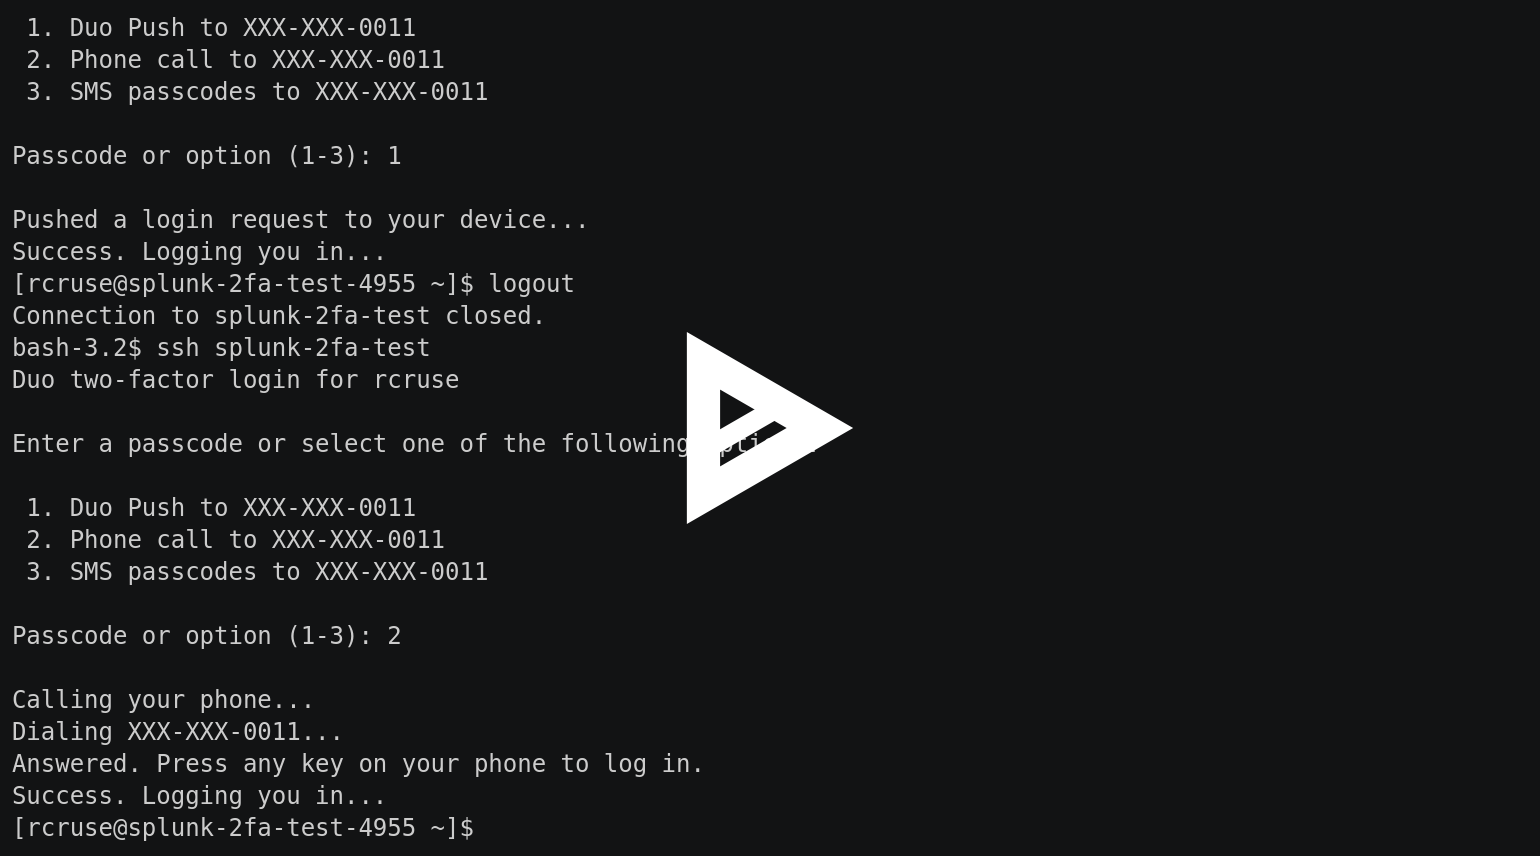 1. Duo Push to XXX-XXX-0011
2. Phone call to XXX-XXX-0011
3. SMS passcodes to XXX-XXX-0011
Passcode or option (1-3): 1
Pushed a login request to your device...
Success. Logging you in...
[rcruse@splunk-2fa-test-4955 ~]$ logout
Connection to splunk-2fa-test closed.
bash-3.2$ ssh splunk-2fa-test
Duo two-factor login for rcruse
Enter a passcode or select one of the following
1. Duo Push to XXX-XXX-0011
2. Phone call to XXX-XXX-0011
3. SMS passcodes to XXX-XXX-0011
Passcode or option (1-3): 2
Calling your phone...
Dialing XXX-XXX-0011...
Answered. Press any key on your phone to log in.
Success. Logging you in...
[rcruse@splunk-2fa-test-4955 ~]$